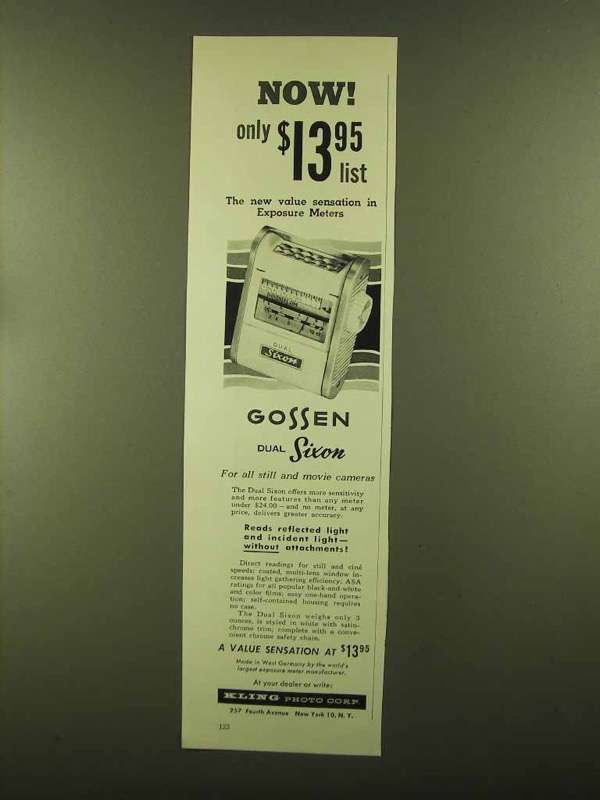 NOW!
only $13.95
list
The new value sensation in
Exposure Meters
DUAL
Sixon
GOSSEN
DUAL Sixon
For all still and movie cameras
The Dual Sixon offers more sensitivity
and more features than any meter
under $24.00 — and no meter, at any
price, delivers greater accuracy.
Reads reflected light
and incident light—
without attachments!
Direct readings for still and ciné
speeds; coated, multi-lens window in-
creases light gathering efficiency. ASA
ratings for all popular black-and-white
and color films; easy one-hand opera-
tion; self-contained housing requires
no case.
The Dual Sixon weighs only 3
ounces, is styled in white with satin-
chrome trim; complete with a conve-
nient chrome safety chain.
A VALUE SENSATION AT $13.95
Made in West Germany by the world's
largest exposure meter manufacturer.
At your dealer or write:
KLING PHOTO CORP.
257 Fourth Avenue New York 10, N. Y.
123